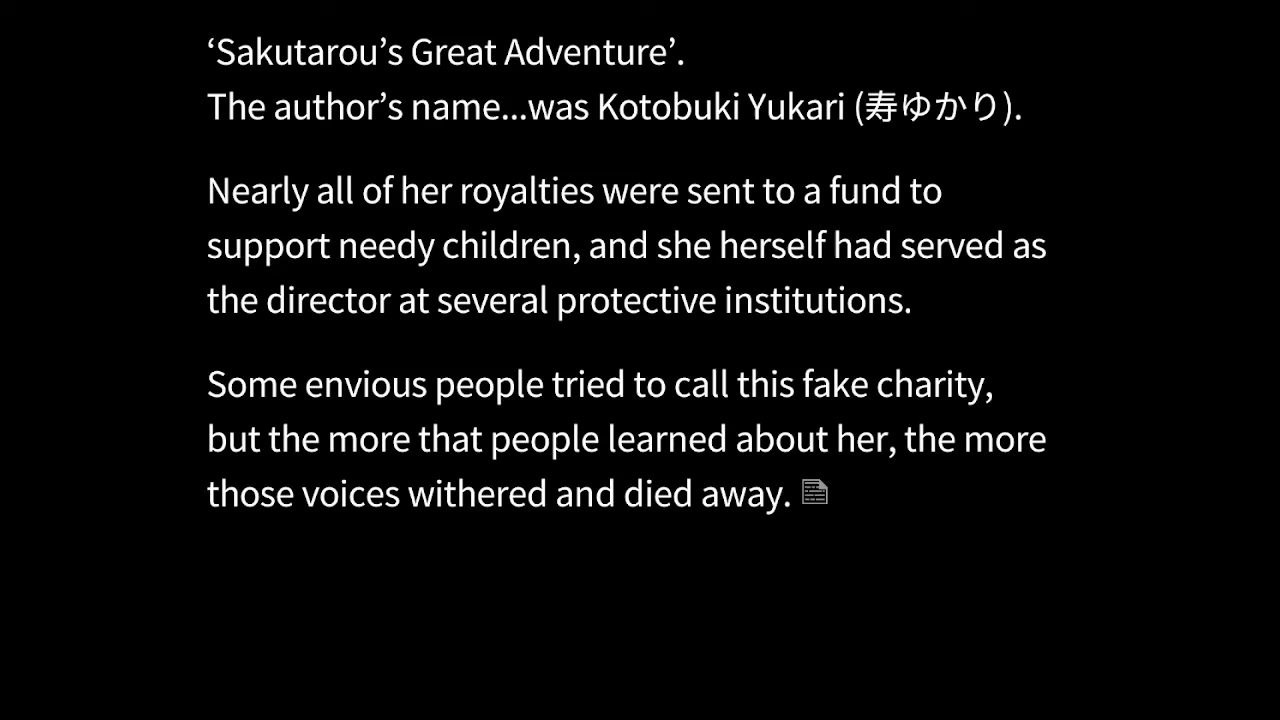 ‘Sakutarou’s Great Adventure’.
The author’s name...was Kotobuki Yukari (寿ゆかり).
Nearly all of her royalties were sent to a fund to
support needy children, and she herself had served as
the director at several protective institutions.
Some envious people tried to call this fake charity,
but the more that people learned about her, the more
those voices withered and died away.